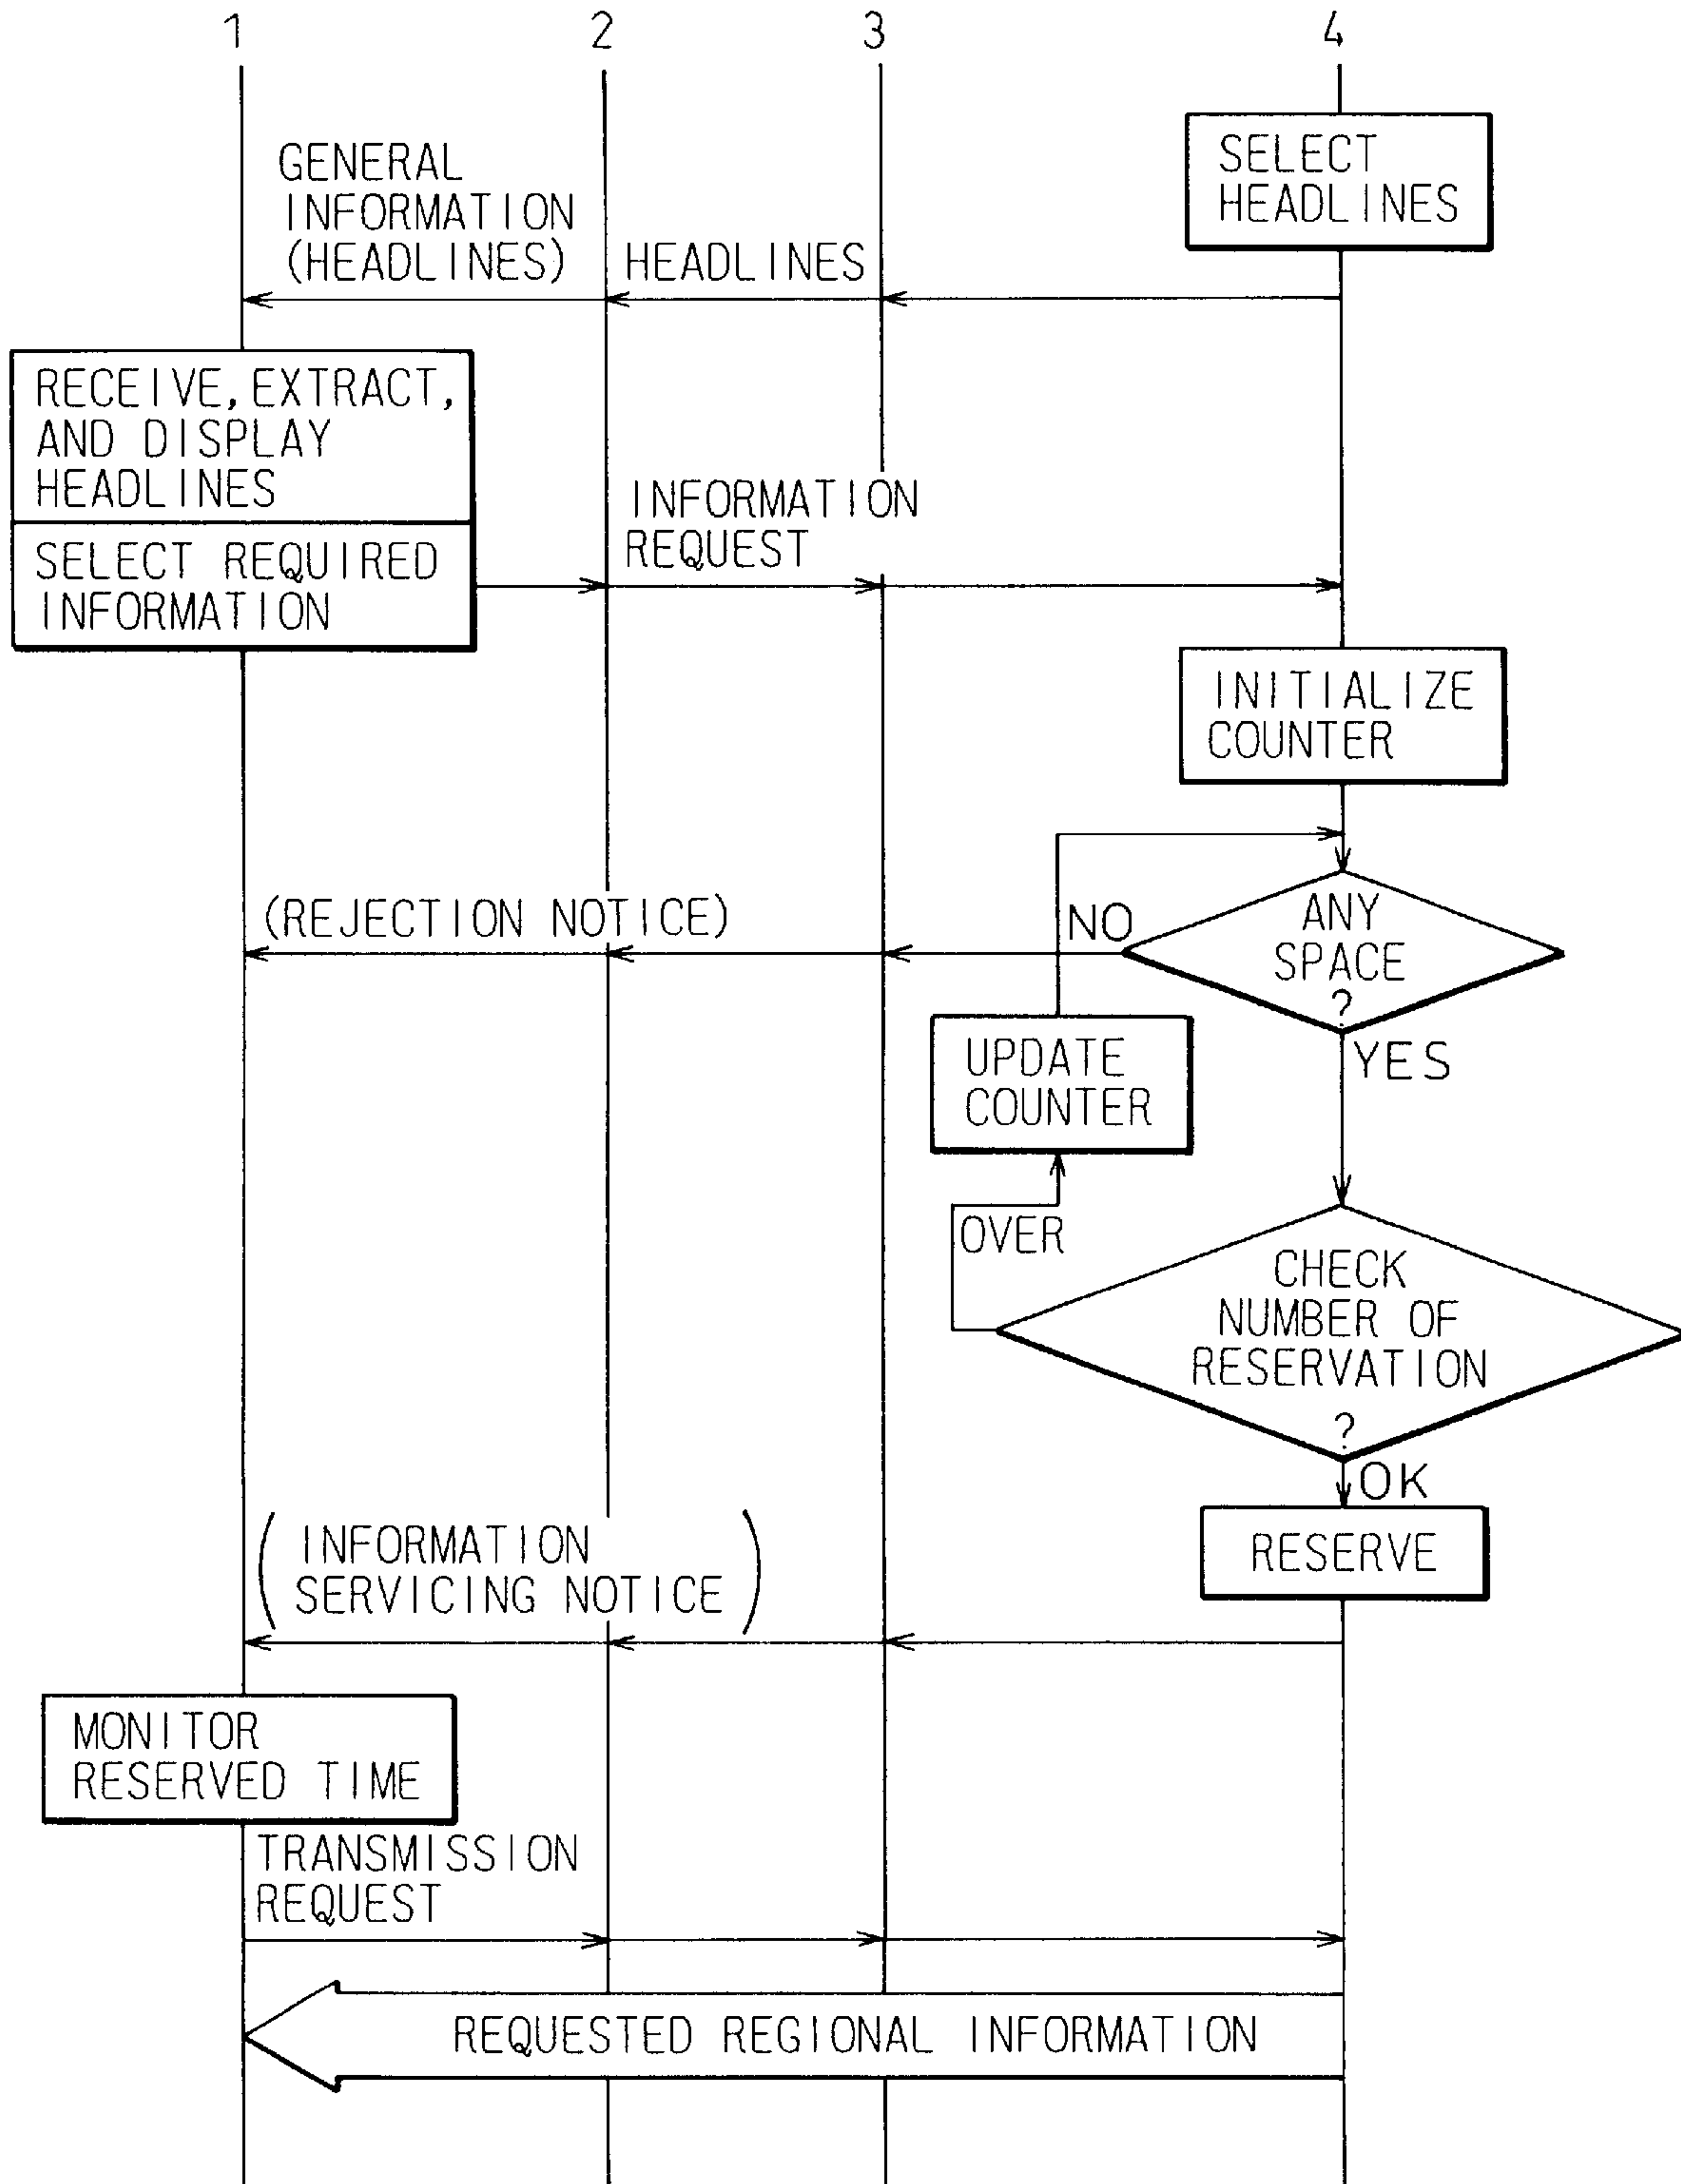 1 2 3 4
SELECT
HEADLINES
GENERAL
INFORMATION
(HEADLINES)
HEADLINES
RECEIVE, EXTRACT,
AND DISPLAY
HEADLINES
INFORMATION
REQUEST
SELECT REQUIRED
INFORMATION
INITIALIZE
COUNTER
(REJECTION NOTICE)
NO
ANY
SPACE
?
YES
UPDATE
COUNTER
OVER
CHECK
NUMBER OF
RESERVATION
?
OK
RESERVE
(INFORMATION
SERVICING NOTICE)
MONITOR
RESERVED TIME
TRANSMISSION
REQUEST
REQUESTED REGIONAL INFORMATION